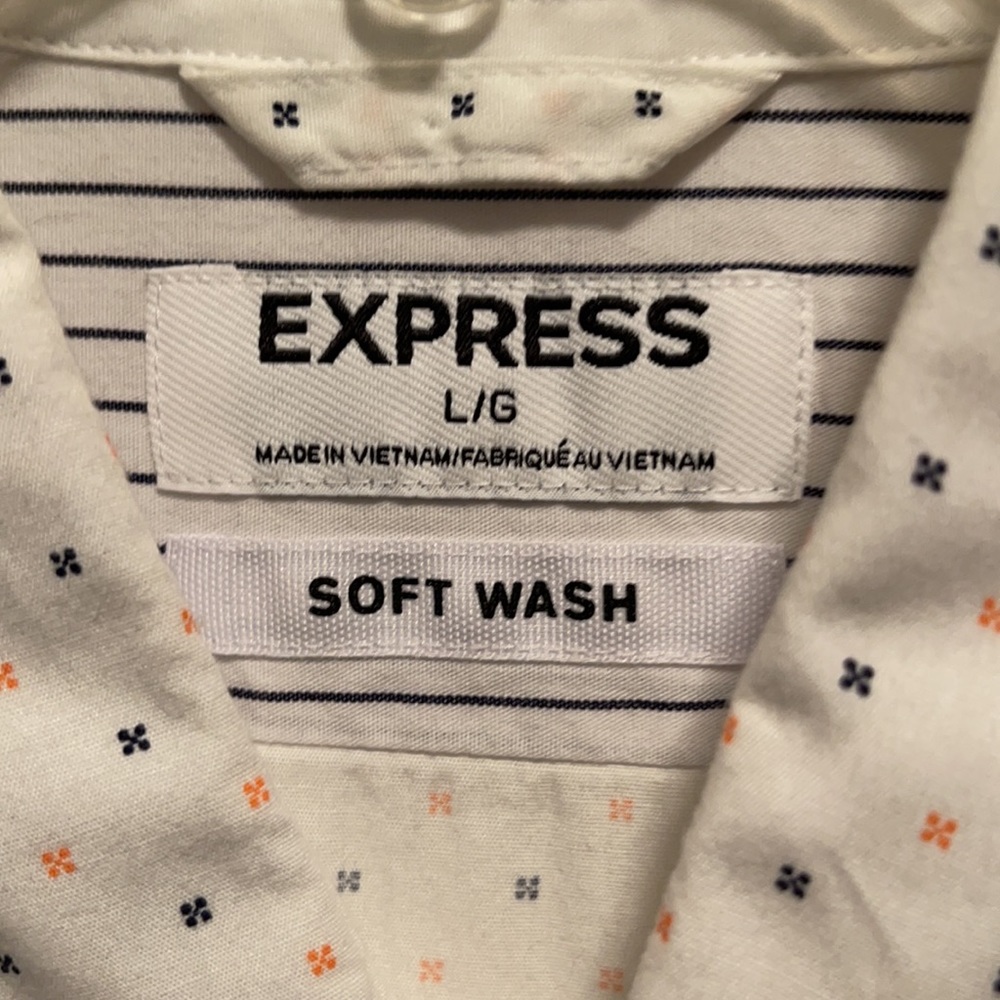 EXPRESS
L/G
MADE IN VIETNAM/FABRIQUÉ AU VIETNAM
SOFT WASH